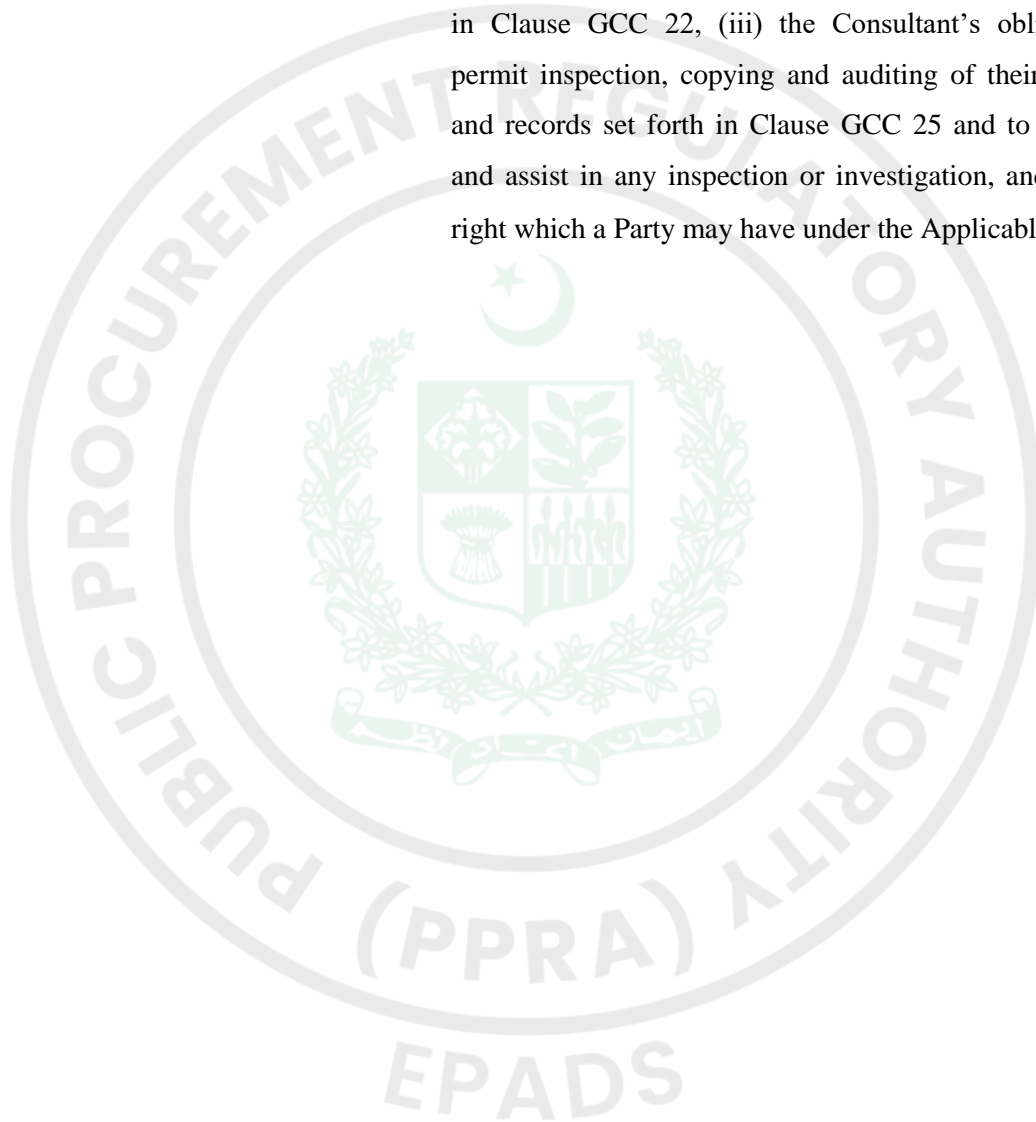 in Clause GCC 22, (iii) the Consultant’s obl
permit inspection, copying and auditing of their
and records set forth in Clause GCC 25 and to
and assist in any inspection or investigation, an
right which a Party may have under the Applicabl
PUBLIC PROCUREMENT REGULATORY AUTHORITY
(PPRA)
EPADS